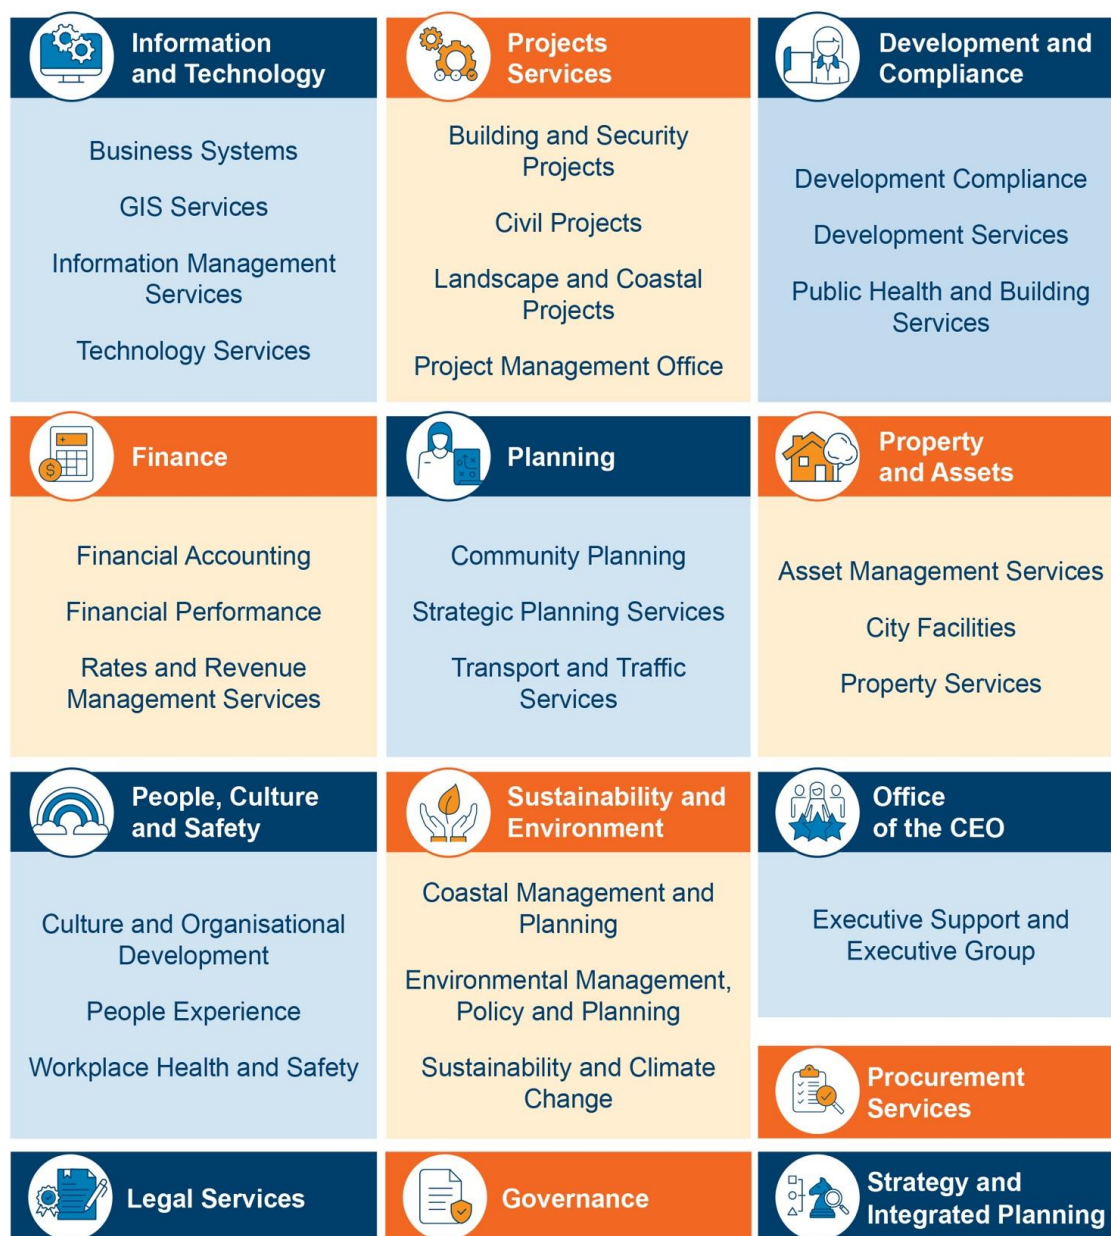 Information
and Technology
Business Systems
GIS Services
Information Management
Services
Technology Services
Projects
Services
Building and Security
Projects
Civil Projects
Landscape and Coastal
Projects
Project Management Office
Development and
Compliance
Development Compliance
Development Services
Public Health and Building
Services
Finance
Financial Accounting
Financial Performance
Rates and Revenue
Management Services
Planning
Community Planning
Strategic Planning Services
Transport and Traffic
Services
Property
and Assets
Asset Management Services
City Facilities
Property Services
People, Culture
and Safety
Culture and Organisational
Development
People Experience
Workplace Health and Safety
Sustainability and
Environment
Coastal Management and
Planning
Environmental Management,
Policy and Planning
Sustainability and Climate
Change
Office
of the CEO
Executive Support and
Executive Group
Procurement
Services
Legal Services
Governance
Strategy and
Integrated Planning